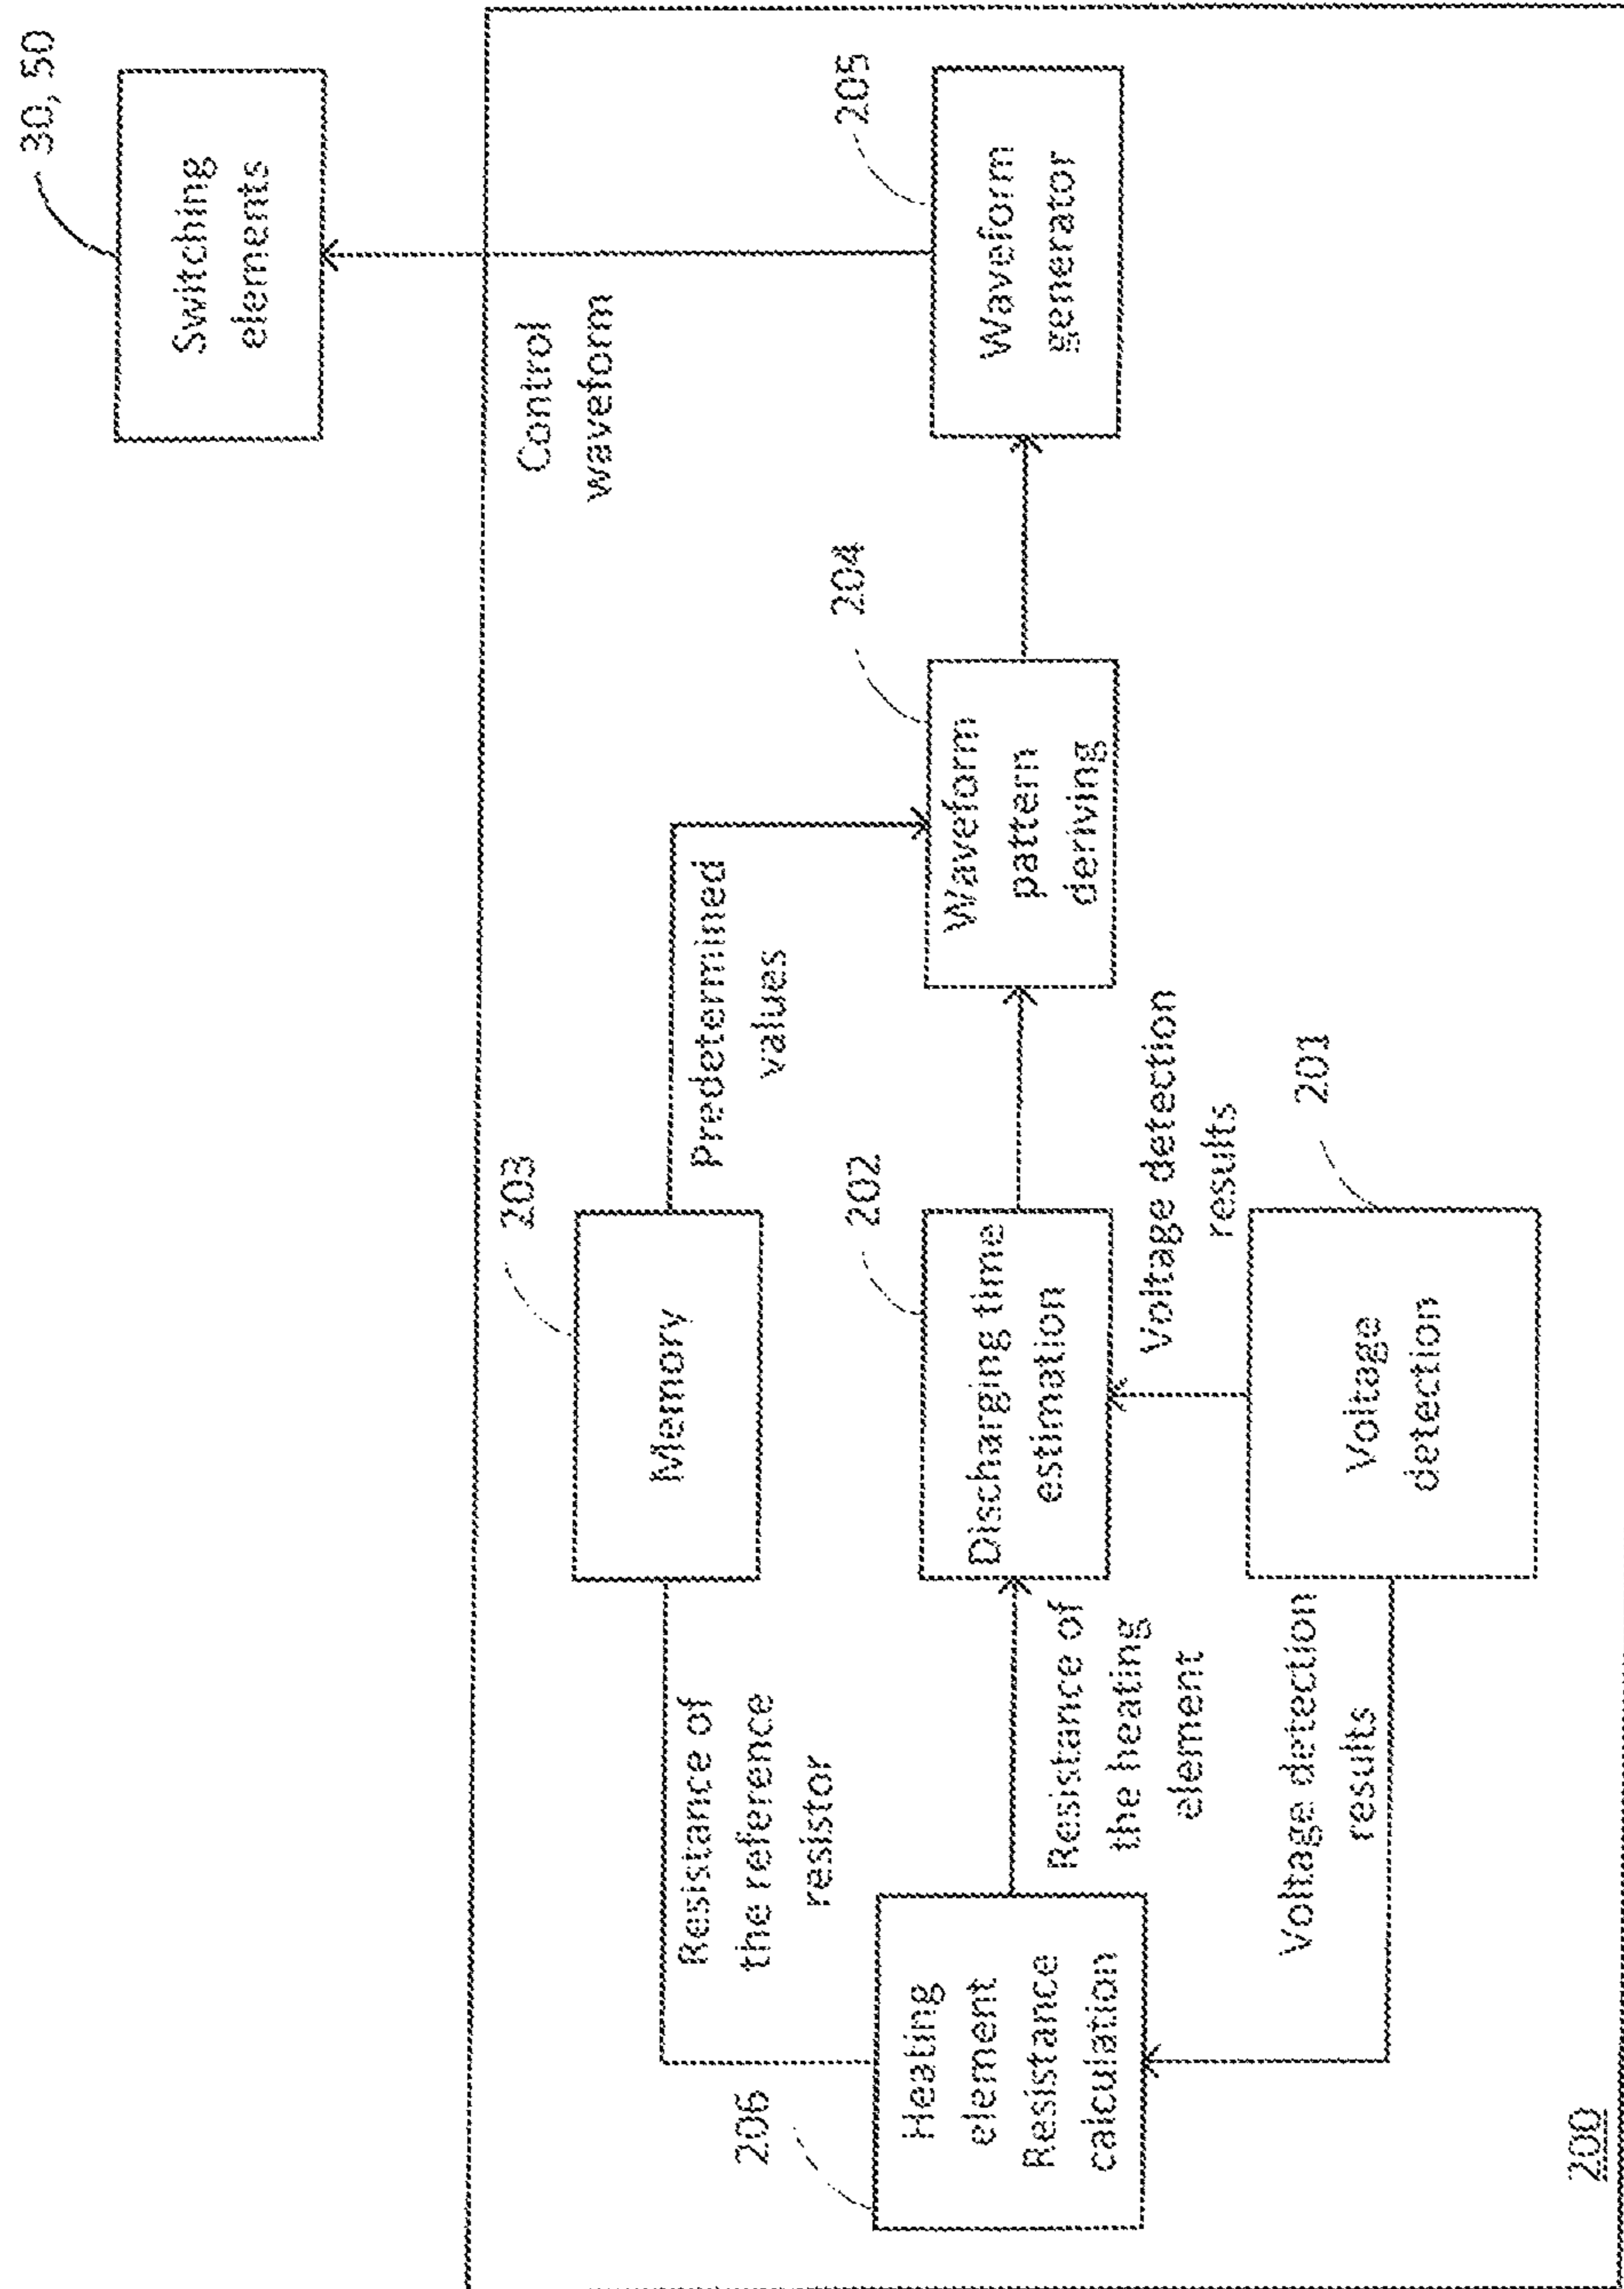 30, 50
Switching
elements
Control
waveform
205
Waveform
generator
204
Waveform
pattern
deriving
Predetermined
values
203
Memory
202
Discharging time
estimation
Voltage detection
results
201
Voltage
detection
Resistance of
the reference
resistor
Resistance of
the heating
element
Voltage detection
results
206
Heating
element
Resistance
calculation
200